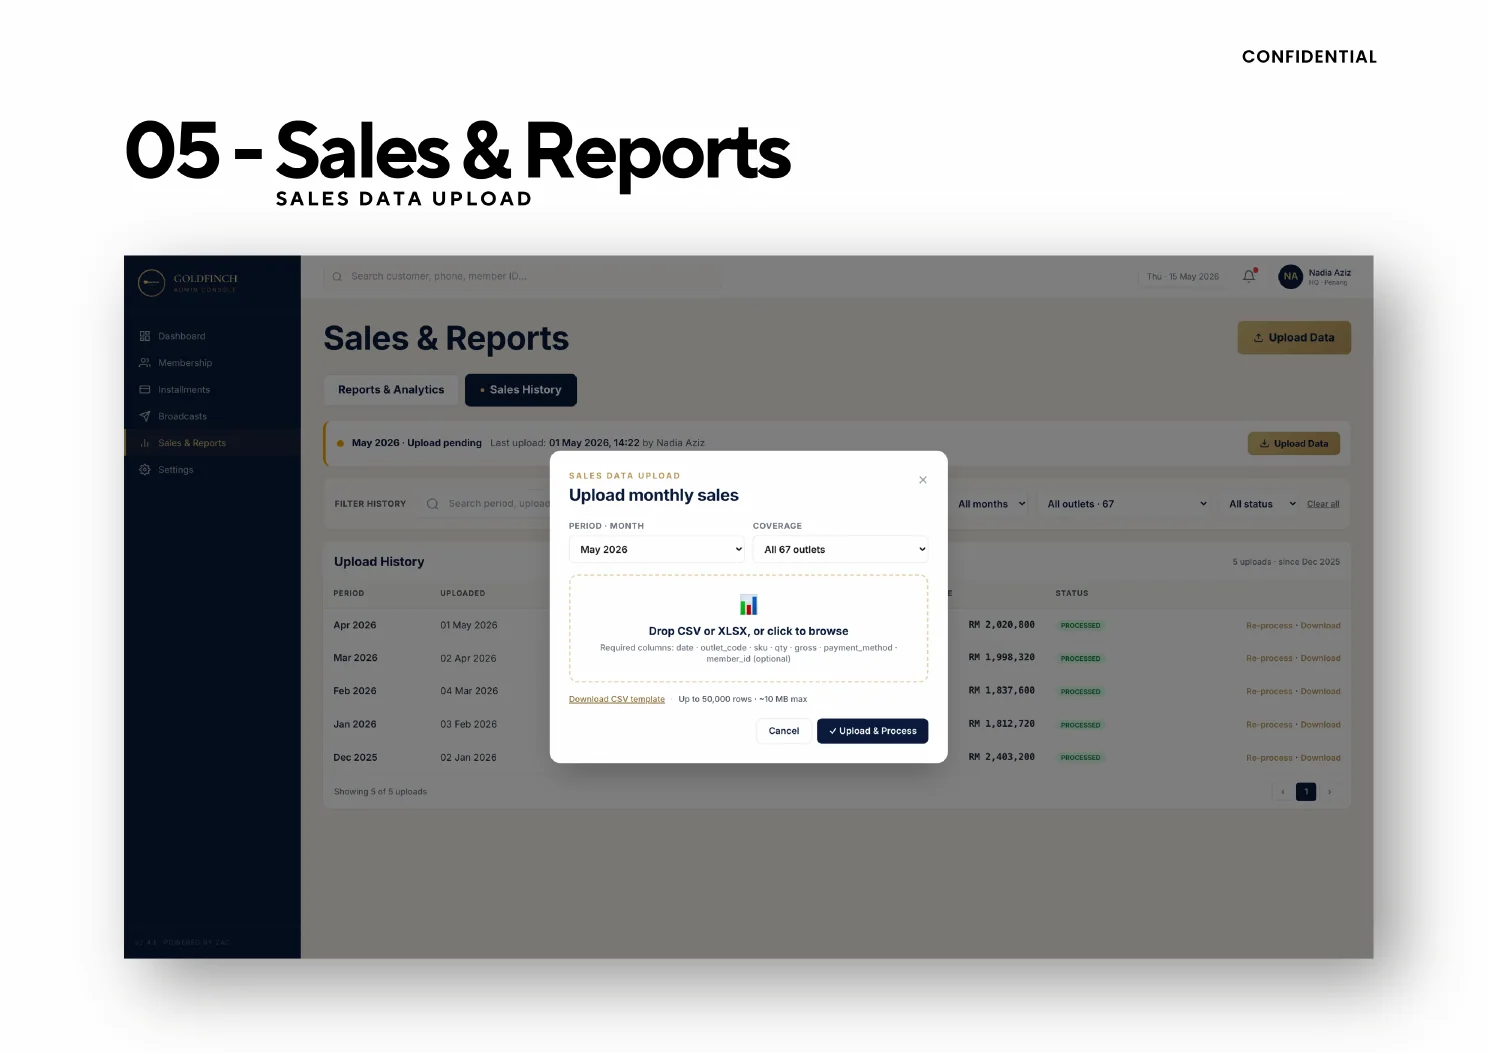 CONFIDENTIAL
05 - Sales & Reports
SALES DATA UPLOAD
GOLDFINCH
ADMIN CONSOLE
Search customer, phone, member ID...
Thu · 15 May 2026
NA
Nadia Aziz
HQ · Penang
Dashboard
Membership
Installments
Broadcasts
Sales & Reports
Settings
Sales & Reports
Upload Data
Reports & Analytics
• Sales History
May 2026 · Upload pending Last upload: 01 May 2026, 14:22 by Nadia Aziz
Upload Data
FILTER HISTORY
Search period, upload
All months
All outlets · 67
All status
Clear all
Upload History
5 uploads · since Dec 2025
PERIOD UPLOADED E STATUS
Apr 2026 01 May 2026 RM 2,020,800 PROCESSED Re-process • Download
Mar 2026 02 Apr 2026 RM 1,998,320 PROCESSED Re-process • Download
Feb 2026 04 Mar 2026 RM 1,837,600 PROCESSED Re-process • Download
Jan 2026 03 Feb 2026 RM 1,812,720 PROCESSED Re-process • Download
Dec 2025 02 Jan 2026 RM 2,403,200 PROCESSED Re-process • Download
Showing 5 of 5 uploads
‹ 1 ›
SALES DATA UPLOAD
Upload monthly sales
×
PERIOD · MONTH
COVERAGE
May 2026
All 67 outlets
Drop CSV or XLSX, or click to browse
Required columns: date · outlet_code · sku · qty · gross · payment_method ·
member_id (optional)
Download CSV template · Up to 50,000 rows · ~10 MB max
Cancel
✓ Upload & Process
POWERED BY